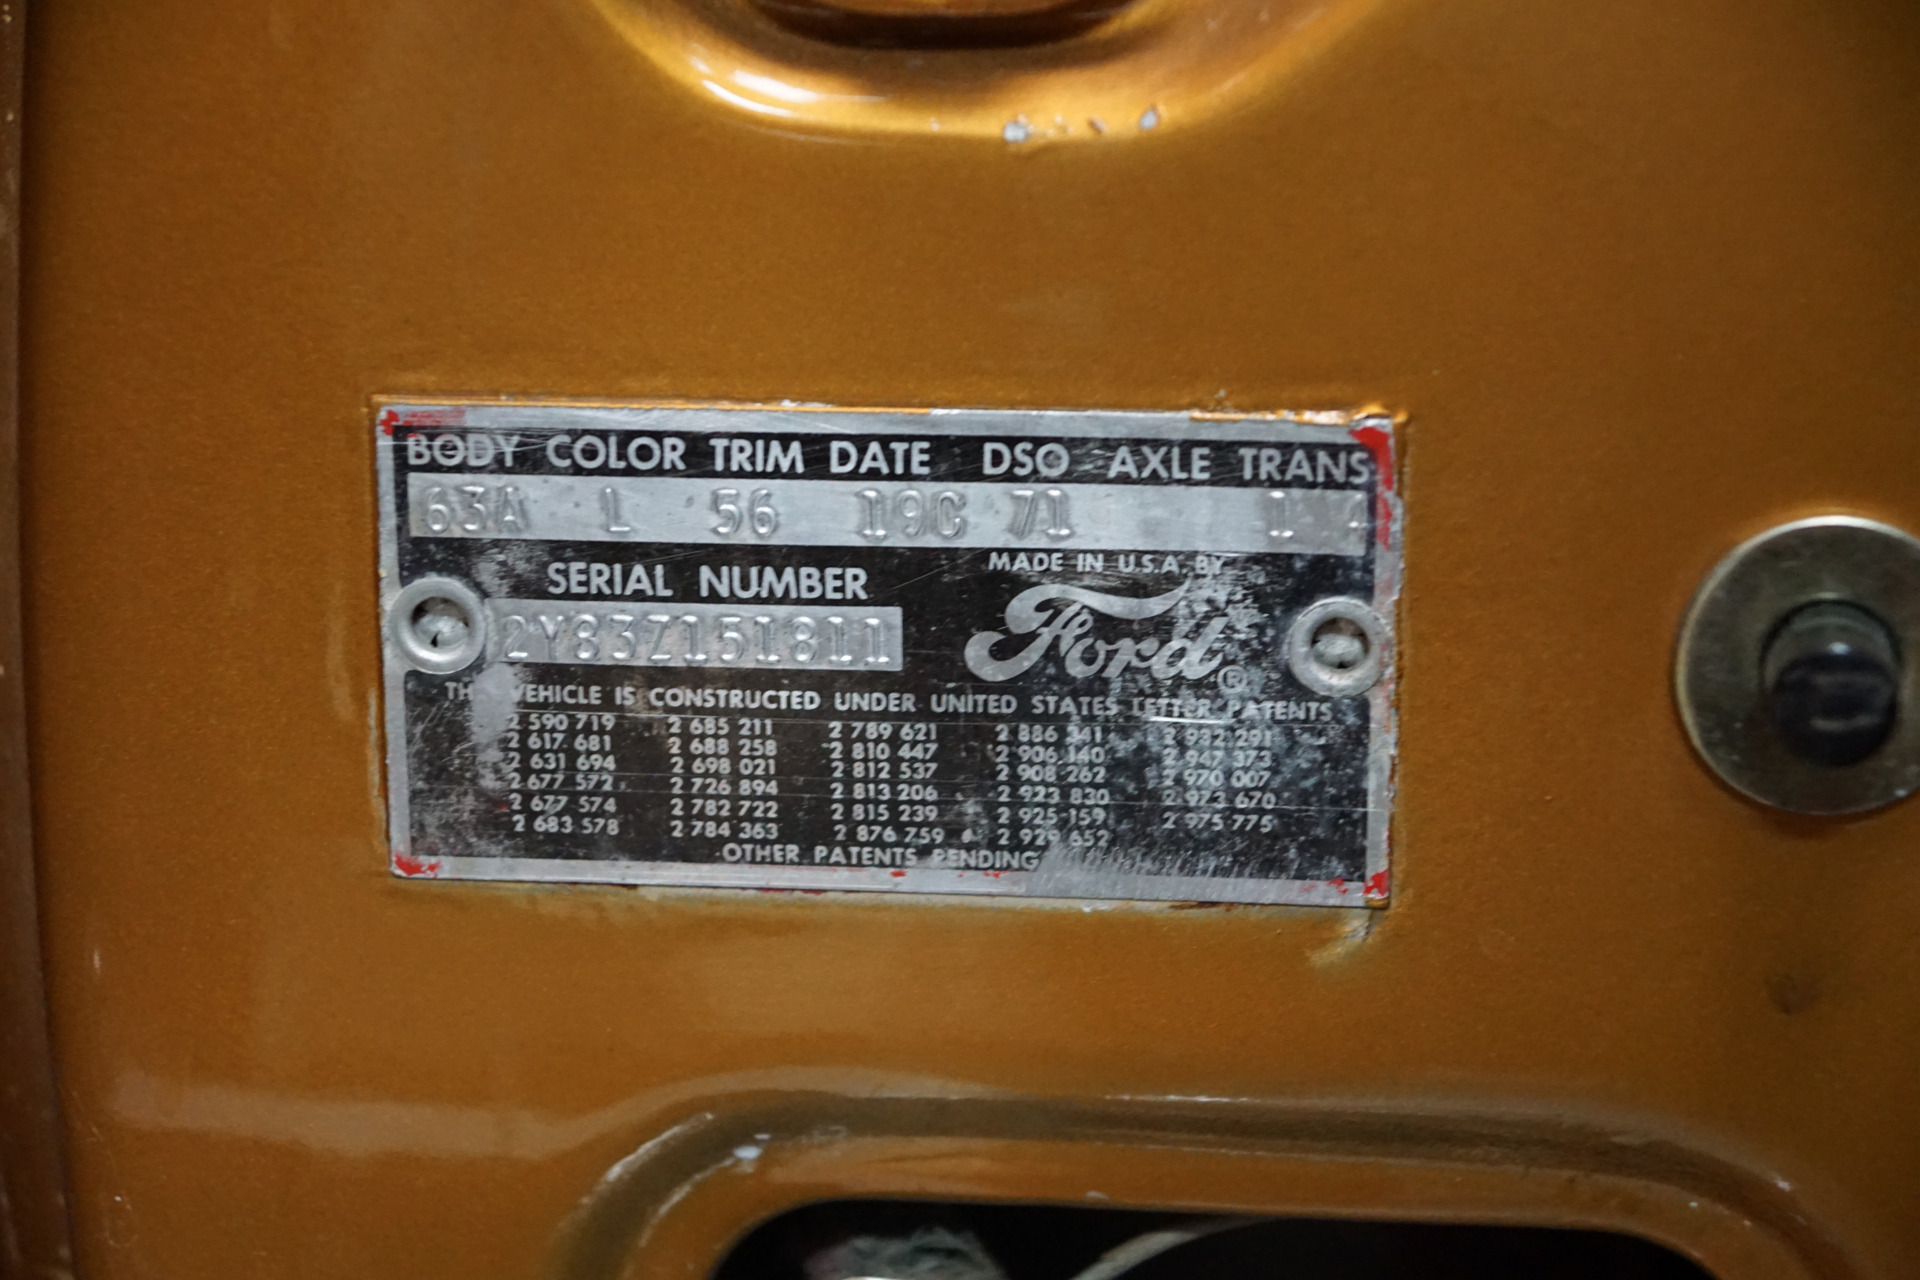 BODY COLOR TRIM DATE DSO AXLE TRANS
63A L 56 19C 71 1 4
SERIAL NUMBER
MADE IN U.S.A. BY
2Y83Z151811
Ford ®
VEHICLE IS CONSTRUCTED UNDER UNITED STATES LETTER PATENTS
2 590 719 2 685 211 2 789 621 2 886 341 2 932 291
2 617 681 2 688 258 2 810 447 2 906 140 2 947 373
2 631 694 2 698 021 2 812 537 2 908 262 2 970 007
2 677 572 2 726 894 2 813 206 2 923 830 2 973 670
2 677 574 2 782 722 2 815 239 2 925 159 2 975 775
2 683 578 2 784 363 2 876 759 2 929 652
OTHER PATENTS PENDING